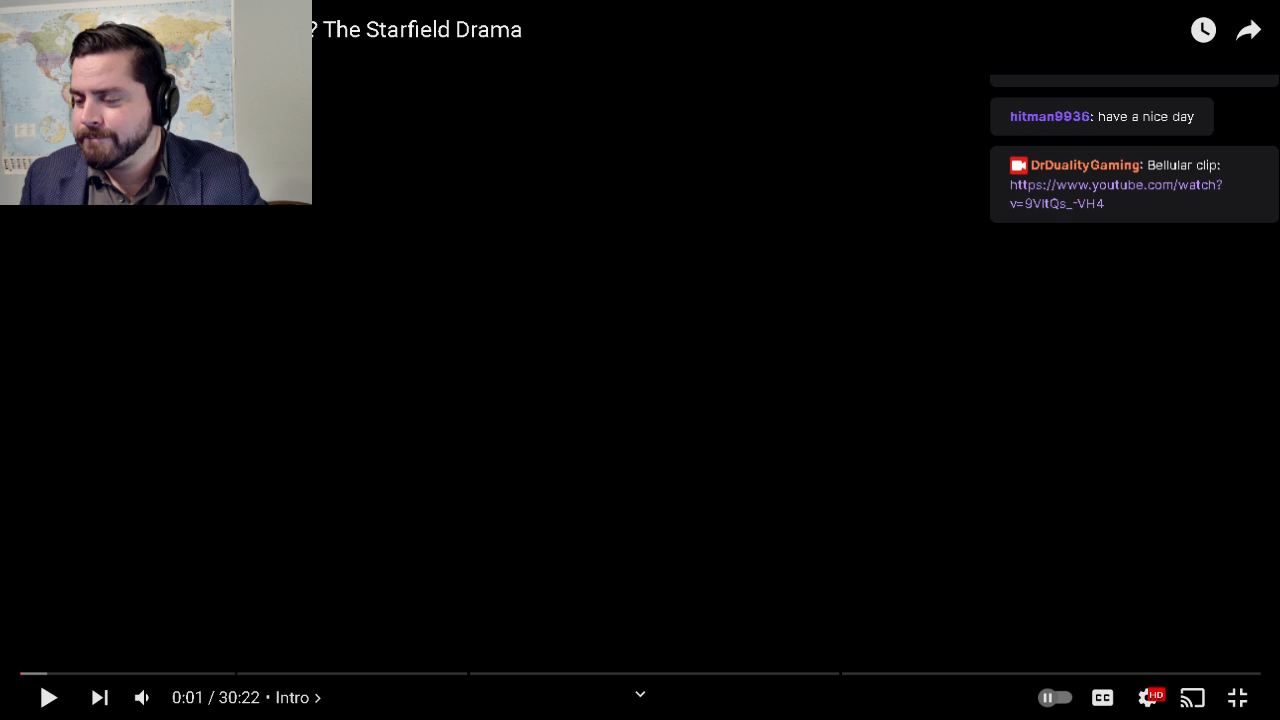 ? The Starfield Drama
hitman9936: have a nice day
DrDualityGaming: Bellular clip:
https://www.youtube.com/watch?
v=9VItQs_-VH4
0:01 / 30:22 • Intro >
CC
HD